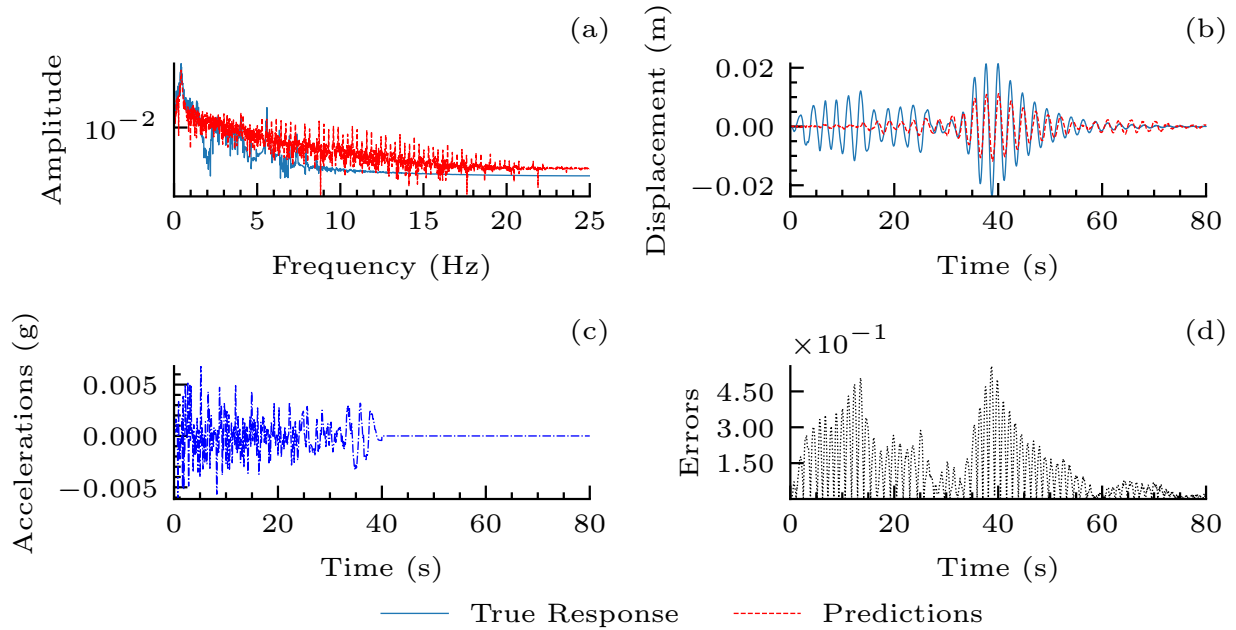 (a)
Amplitude
10⁻²
0 5 10 15 20 25
Frequency (Hz)
(b)
Displacement (m)
0.02
0.00
−0.02
0 20 40 60 80
Time (s)
(c)
Accelerations (g)
0.005
0.000
−0.005
0 20 40 60 80
Time (s)
(d)
×10⁻¹
Errors
4.50
3.00
1.50
0 20 40 60 80
Time (s)
True Response
Predictions